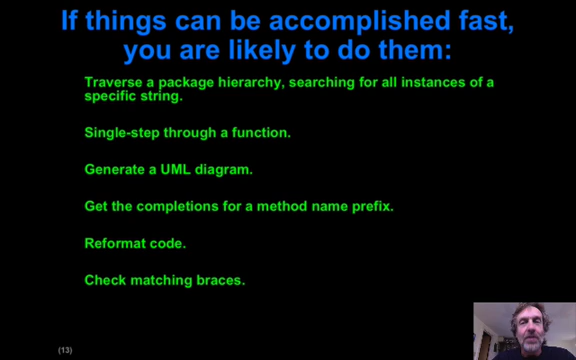 If things can be accomplished fast,
you are likely to do them:
Traverse a package hierarchy, searching for all instances of a
specific string.
Single-step through a function.
Generate a UML diagram.
Get the completions for a method name prefix.
Reformat code.
Check matching braces.
(13)